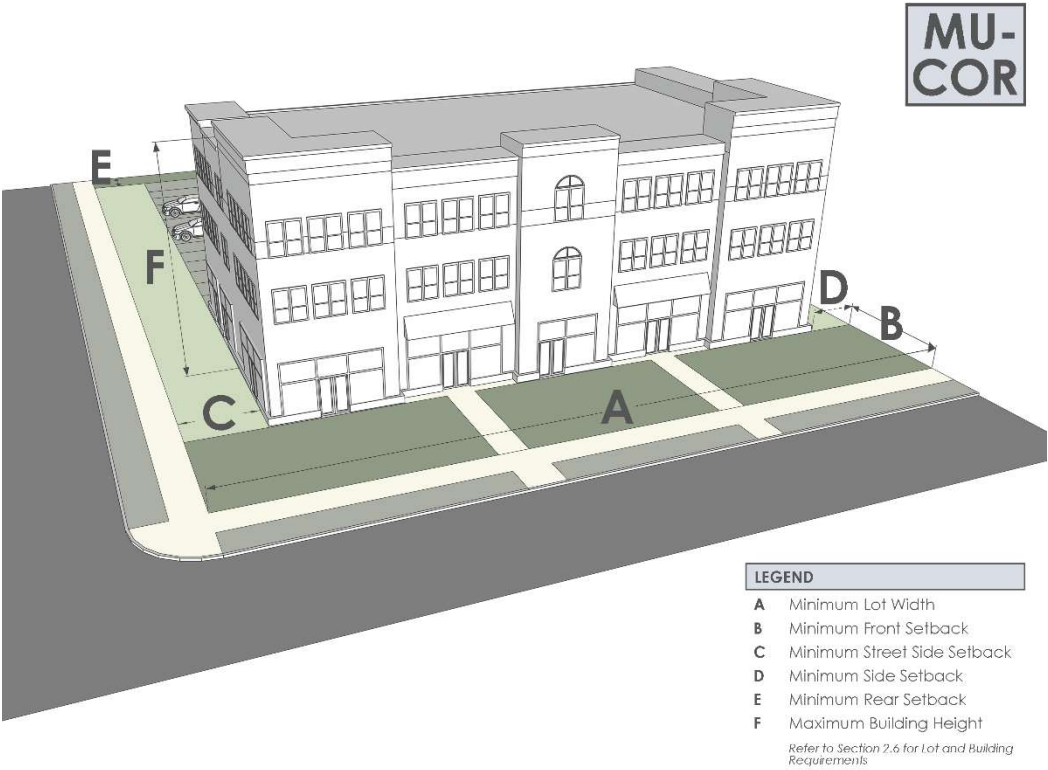 MU-
COR
E
F
D
B
C
A
LEGEND
A Minimum Lot Width
B Minimum Front Setback
C Minimum Street Side Setback
D Minimum Side Setback
E Minimum Rear Setback
F Maximum Building Height
Refer to Section 2.6 for Lot and Building
Requirements